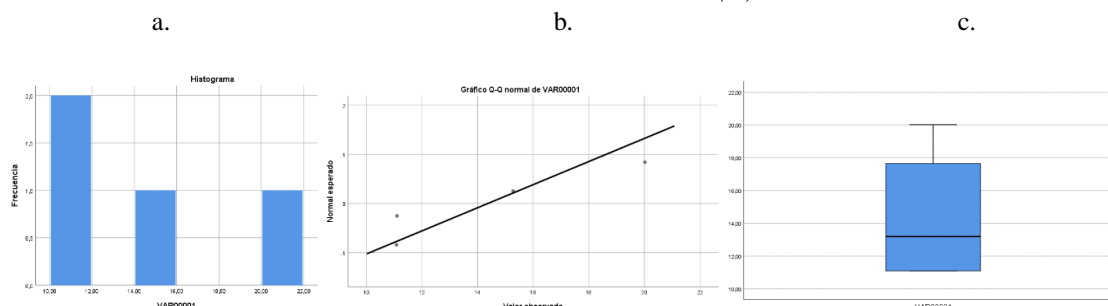 a.
b.
c.
Histograma
Frecuencia
2,0
1,5
1,0
0,5
0,0
10,00 12,00 14,00 16,00 18,00 20,00 22,00
VAR00001
Gráfico Q-Q normal de VAR00001
Normal esperado
2
1
0
-1
10 12 14 16 18 20 22
Valor observado
22,00
20,00
18,00
16,00
14,00
12,00
10,00
VAR00001